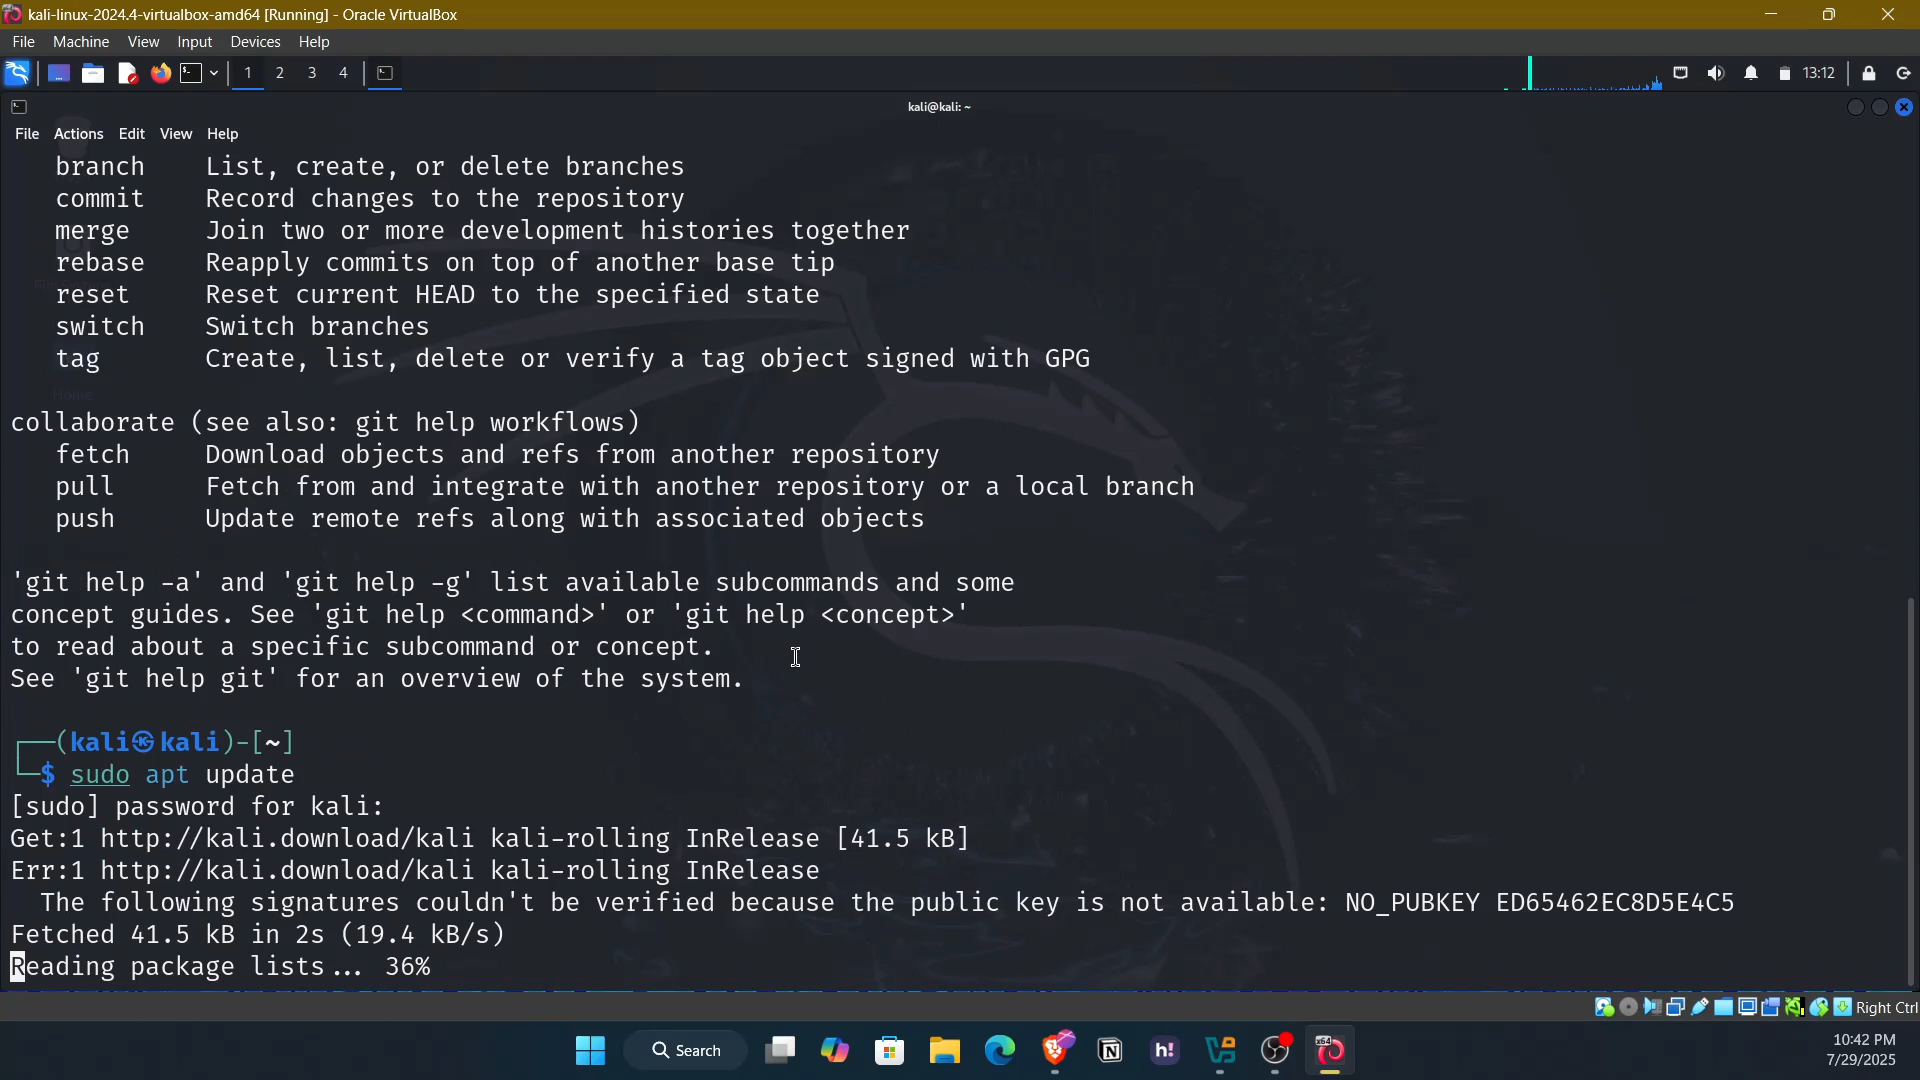 kali-linux-2024.4-virtualbox-amd64 [Running] - Oracle VirtualBox
File Machine View Input Devices Help
1 2 3 4 13:12
kali@kali: ~
File Actions Edit View Help
branch List, create, or delete branches
commit Record changes to the repository
merge Join two or more development histories together
rebase Reapply commits on top of another base tip
reset Reset current HEAD to the specified state
switch Switch branches
tag Create, list, delete or verify a tag object signed with GPG
Home
collaborate (see also: git help workflows)
fetch Download objects and refs from another repository
pull Fetch from and integrate with another repository or a local branch
push Update remote refs along with associated objects
'git help -a' and 'git help -g' list available subcommands and some
concept guides. See 'git help <command>' or 'git help <concept>'
to read about a specific subcommand or concept.
See 'git help git' for an overview of the system.
┌──(kali㉿kali)-[~]
└─$ sudo apt update
[sudo] password for kali:
Get:1 http://kali.download/kali kali-rolling InRelease [41.5 kB]
Err:1 http://kali.download/kali kali-rolling InRelease
The following signatures couldn't be verified because the public key is not available: NO_PUBKEY ED65462EC8D5E4C5
Fetched 41.5 kB in 2s (19.4 kB/s)
Reading package lists... 36%
Right Ctrl
Search
h!
x64
10:42 PM
7/29/2025